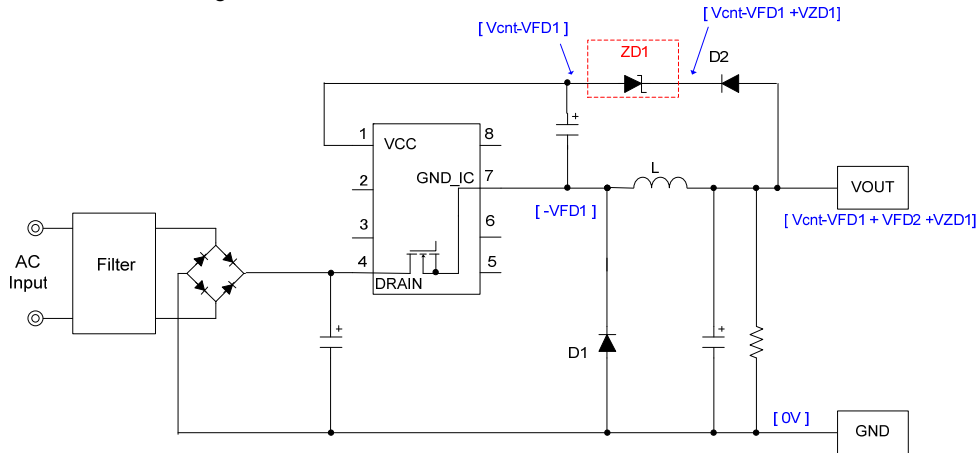 [ Vcnt-VFD1 +VZD1]
[ Vcnt-VFD1 ]
ZD1
D2
1
VCC
8
2
GND_IC
7
L
VOUT
[ -VFD1 ]
[ Vcnt-VFD1 + VFD2 +VZD1]
3
6
AC
Input
Filter
4
5
DRAIN
+
+
+
D1
[ 0V ]
GND